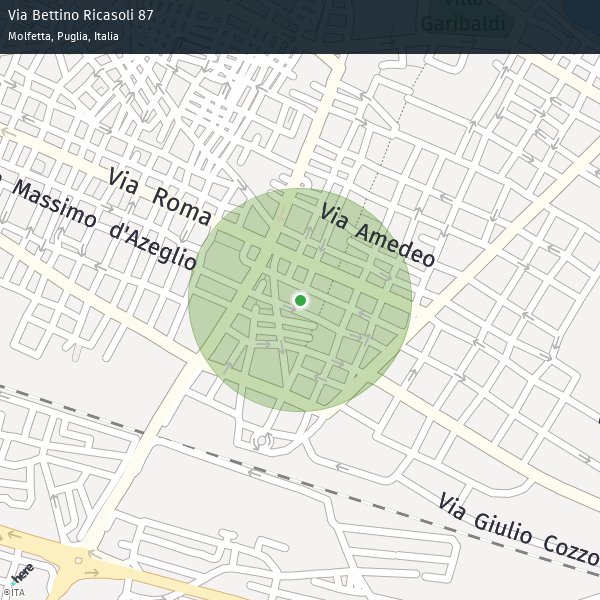 Via Bettino Ricasoli 87
Molfetta, Puglia, Italia
Villa
Garibaldi
Via Roma
Massimo d'Azeglio
Via Amedeo
Via Giulio Cozzo
here
©ITA